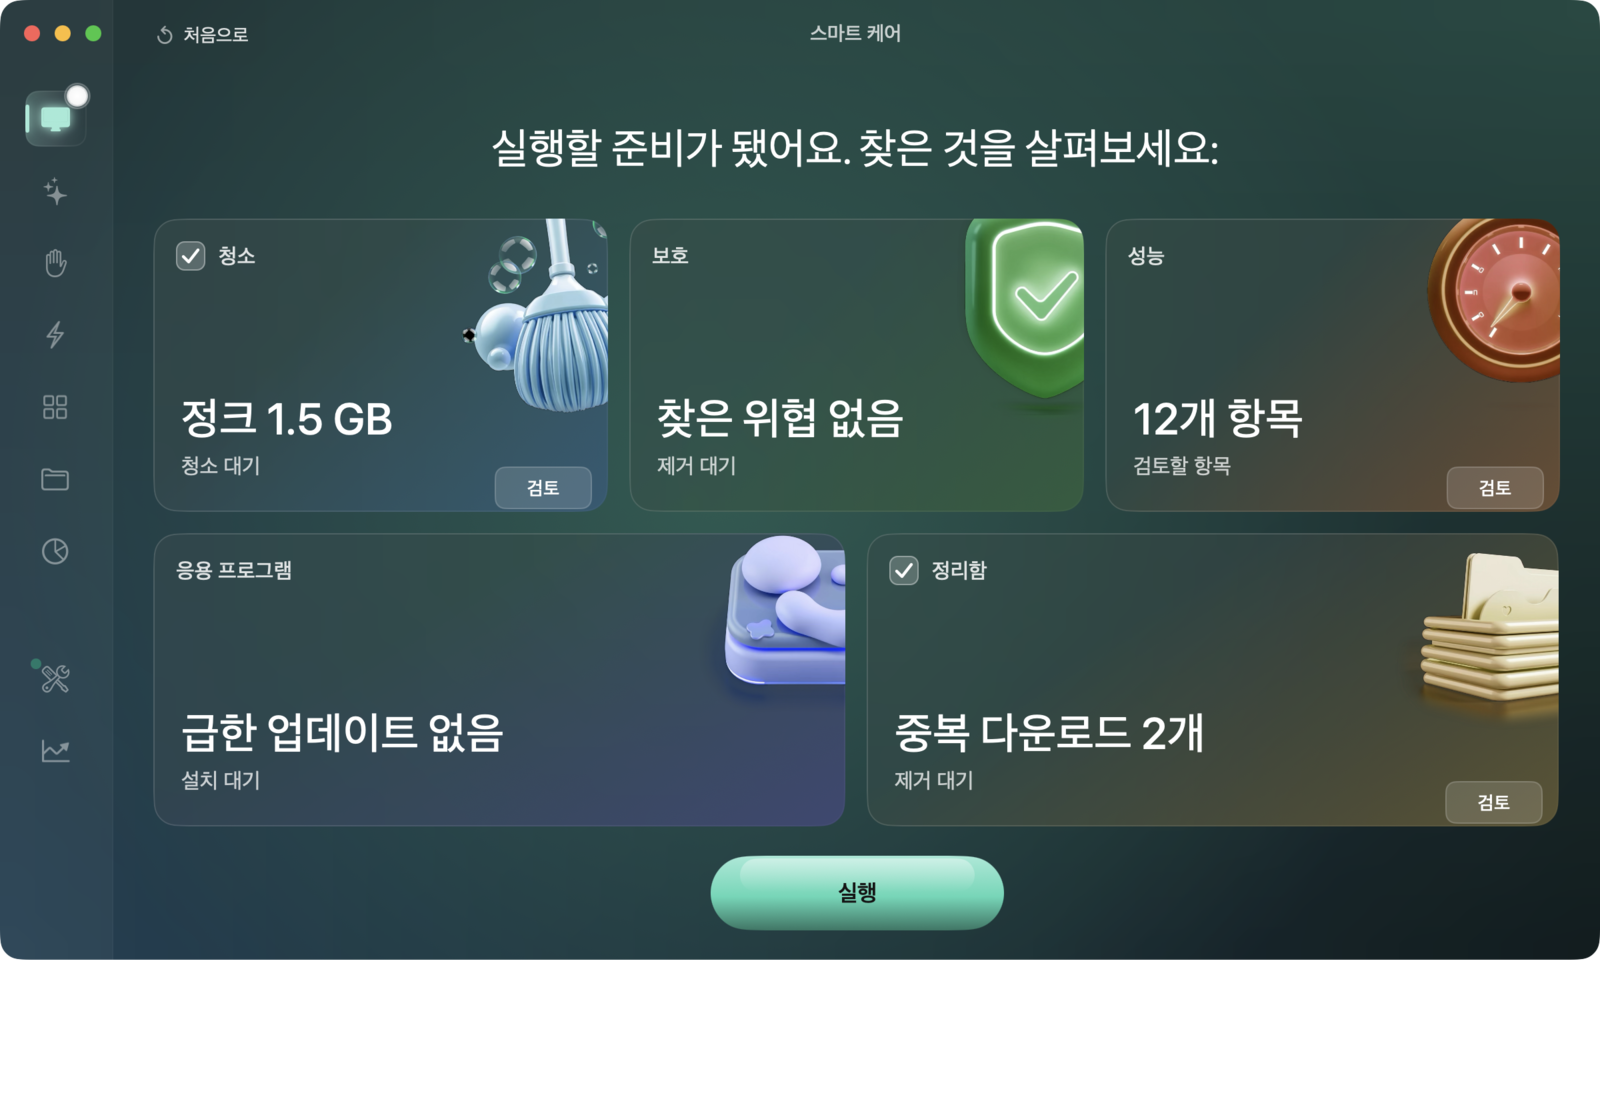 처음으로
스마트 케어
실행할 준비가 됐어요. 찾은 것을 살펴보세요:
청소
정크 1.5 GB
청소 대기
검토
보호
찾은 위협 없음
제거 대기
성능
12개 항목
검토할 항목
검토
응용 프로그램
급한 업데이트 없음
설치 대기
정리함
중복 다운로드 2개
제거 대기
검토
실행